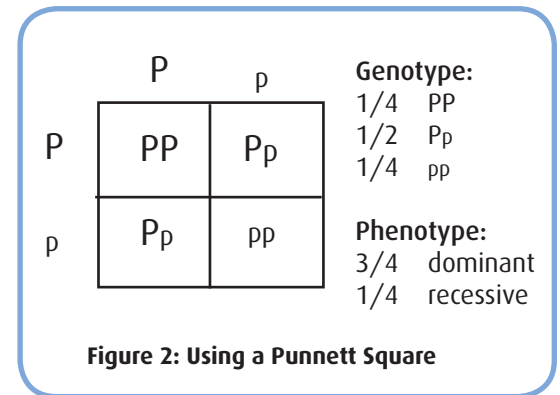 P p
P PP Pp
p Pp pp
Genotype:
1/4 PP
1/2 Pp
1/4 pp
Phenotype:
3/4 dominant
1/4 recessive
Figure 2: Using a Punnett Square